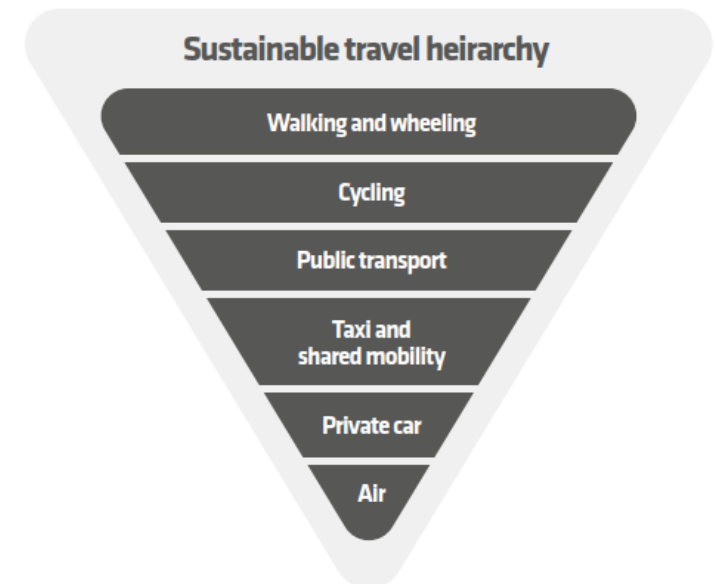 Sustainable travel heirarchy
Walking and wheeling
Cycling
Public transport
Taxi and
shared mobility
Private car
Air